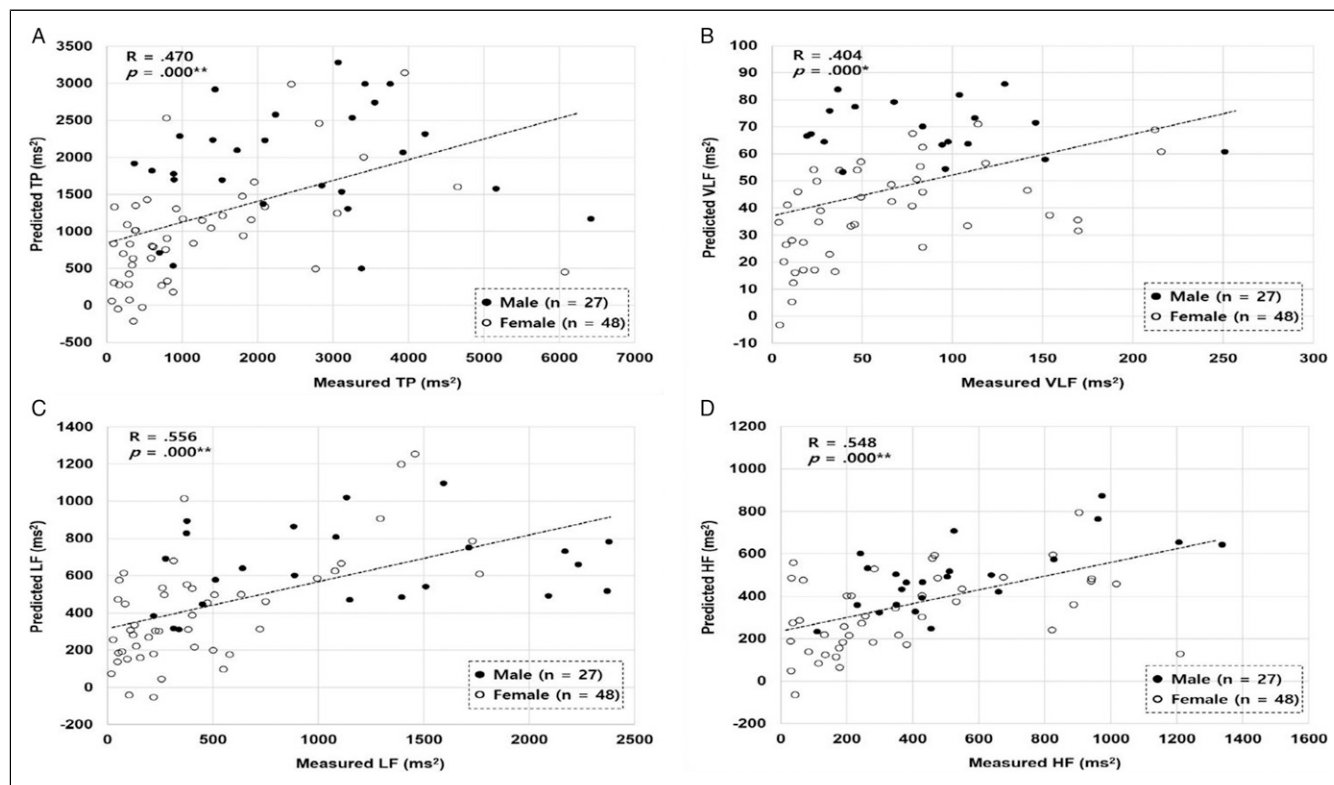 A
R = .470
p = .000**
3500
3000
2500
2000
1500
1000
500
0
-500
Predicted TP (ms²)
0 1000 2000 3000 4000 5000 6000 7000
Measured TP (ms²)
Male (n = 27)
Female (n = 48)
B
R = .404
p = .000*
100
90
80
70
60
50
40
30
20
10
0
-10
Predicted VLF (ms²)
0 50 100 150 200 250 300
Measured VLF (ms²)
Male (n = 27)
Female (n = 48)
C
R = .556
p = .000**
1400
1200
1000
800
600
400
200
0
-200
Predicted LF (ms²)
0 500 1000 1500 2000 2500
Measured LF (ms²)
Male (n = 27)
Female (n = 48)
D
R = .548
p = .000**
1200
1000
800
600
400
200
0
-200
Predicted HF (ms²)
0 200 400 600 800 1000 1200 1400 1600
Measured HF (ms²)
Male (n = 27)
Female (n = 48)